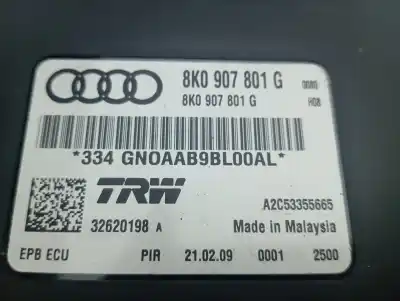 8K0 907 801 G
8K0 907 801 G H08
*334 GNOAAB9BL00AL*
TRW A2C53355665
32620198 A Made in Malaysia
EPB ECU PIR 21.02.09 0001 2500